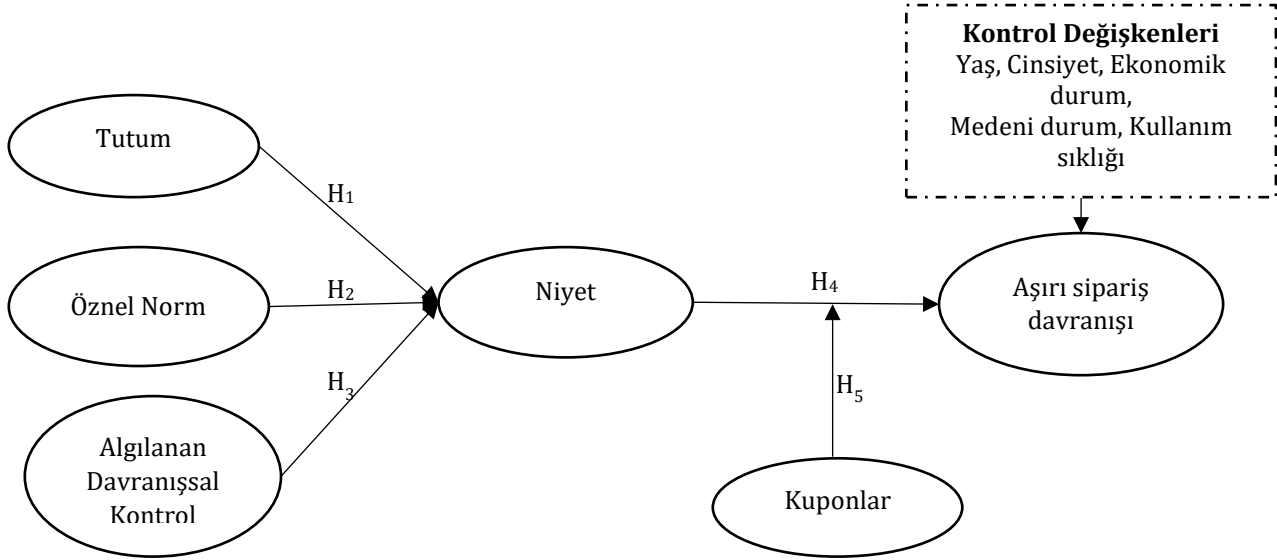 Kontrol Değişkenleri
Yaş, Cinsiyet, Ekonomik
durum,
Medeni durum, Kullanım
sıklığı
Tutum
H1
Öznel Norm
H2
Niyet
H4
Aşırı sipariş
davranışı
H3
H5
Algılanan
Davranışsal
Kontrol
Kuponlar